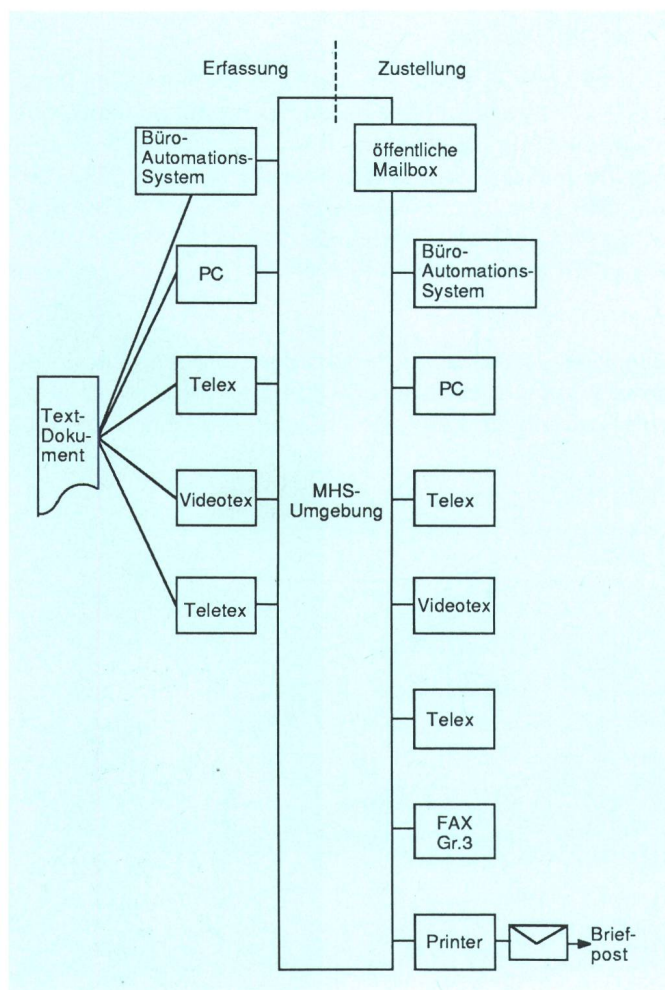 Erfassung
Zustellung
Büro-
Automations-
System
öffentliche
Mailbox
PC
Büro-
Automations-
System
Telex
PC
Text-
Doku-
ment
Videotex
MHS-
Umgebung
Telex
Teletex
Videotex
Telex
FAX
Gr.3
Printer
Brief-
post